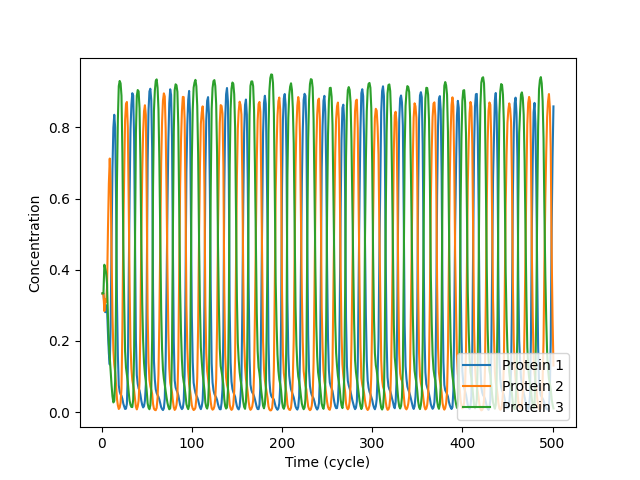 Concentration
0.8
0.6
0.4
0.2
0.0
0
100
200
300
400
500
Time (cycle)
Protein 1
Protein 2
Protein 3